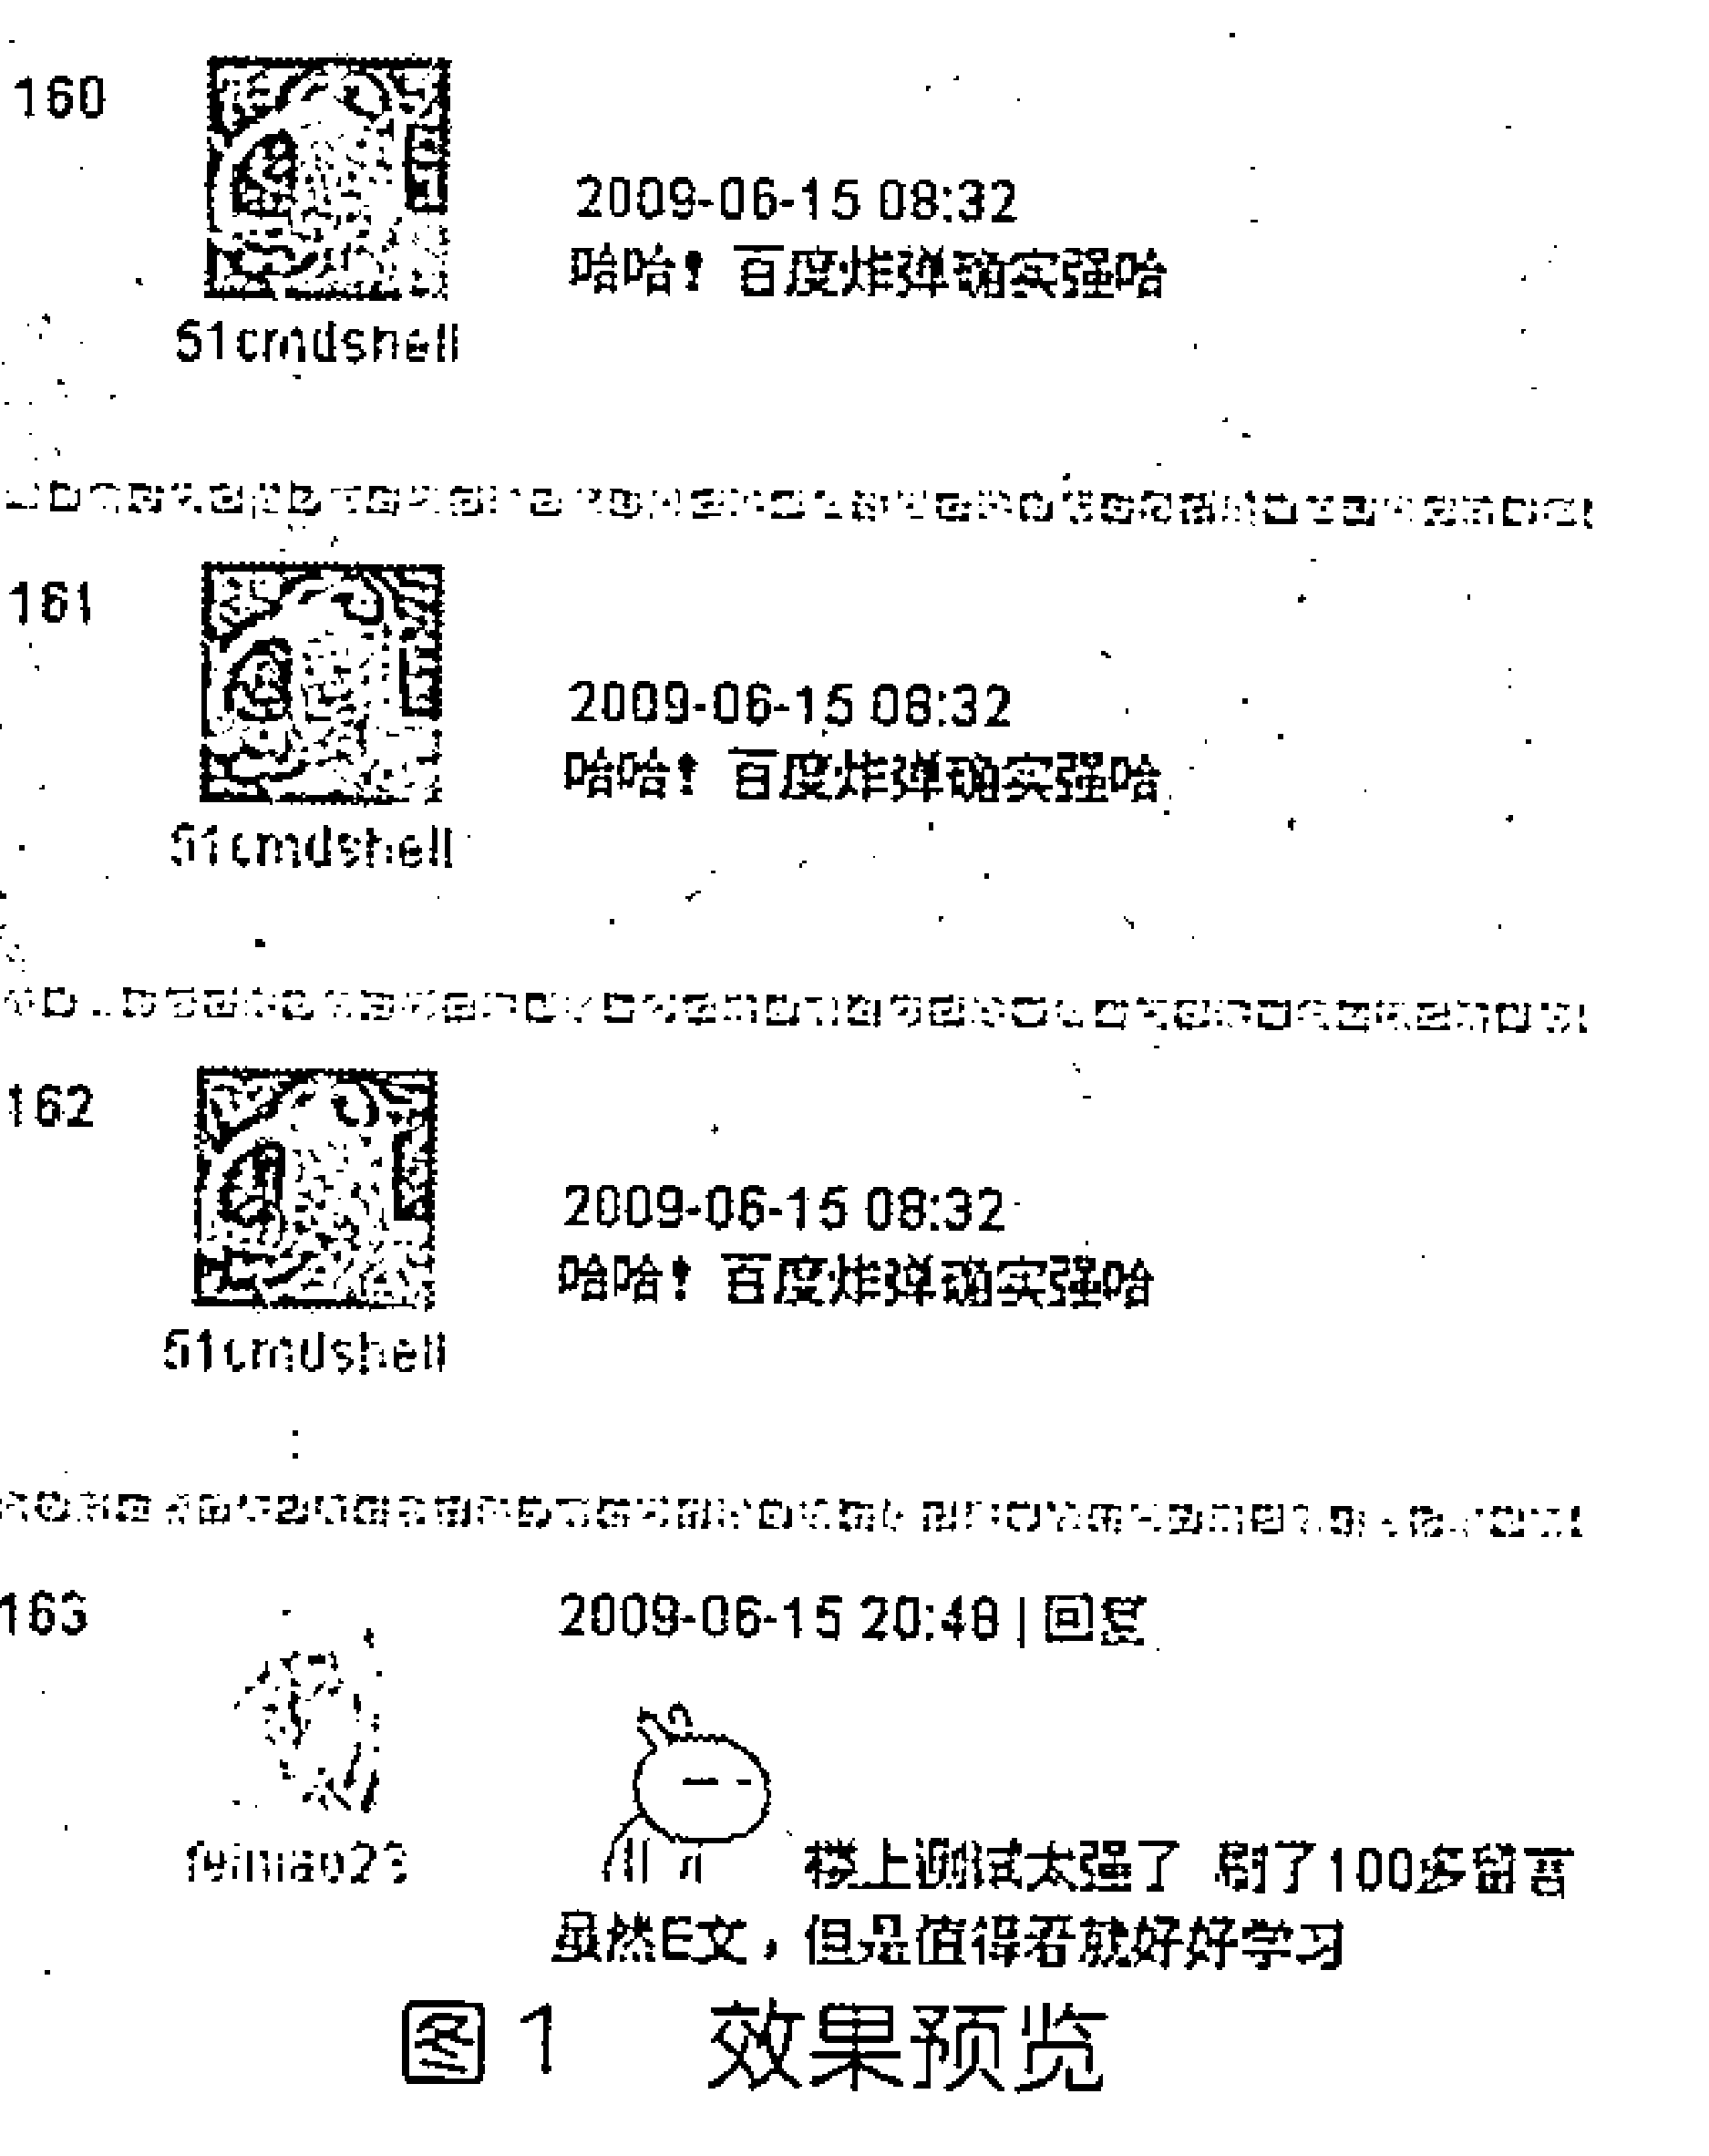 160
2009-06-15 08:32
哈哈！百度炸弹确实强哈
51cmdshell
161
2009-06-15 08:32
哈哈！百度炸弹确实强哈
51cmdshell
162
2009-06-15 08:32
哈哈！百度炸弹确实强哈
51cmdshell
163
2009-06-15 20:48 | 回复
feiniao23
楼上测试太强了 刷了100多留言
虽然E文，但是值得若就好好学习
图1 效果预览